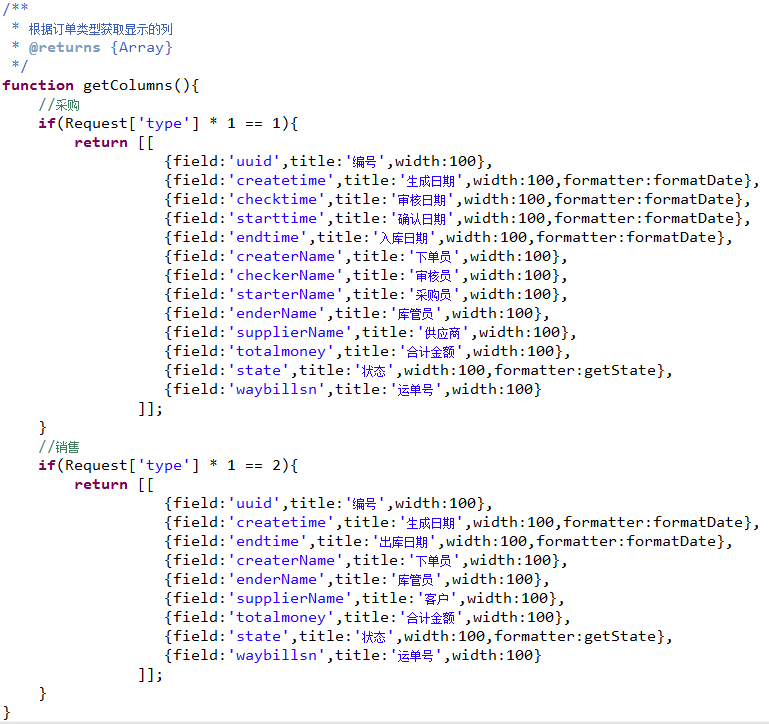 /**
 * 根据订单类型获取显示的列
 * @returns {Array}
 */
function getColumns(){
    //采购
    if(Request['type'] * 1 == 1){
        return [[
                  {field:'uuid',title:'编号',width:100},
                  {field:'createtime',title:'生成日期',width:100,formatter:formatDate},
                  {field:'checktime',title:'审核日期',width:100,formatter:formatDate},
                  {field:'starttime',title:'确认日期',width:100,formatter:formatDate},
                  {field:'endtime',title:'入库日期',width:100,formatter:formatDate},
                  {field:'createrName',title:'下单员',width:100},
                  {field:'checkerName',title:'审核员',width:100},
                  {field:'starterName',title:'采购员',width:100},
                  {field:'enderName',title:'库管员',width:100},
                  {field:'supplierName',title:'供应商',width:100},
                  {field:'totalmoney',title:'合计金额',width:100},
                  {field:'state',title:'状态',width:100,formatter:getState},
                  {field:'waybillsn',title:'运单号',width:100}
               ]];
    }
    //销售
    if(Request['type'] * 1 == 2){
        return [[
                  {field:'uuid',title:'编号',width:100},
                  {field:'createtime',title:'生成日期',width:100,formatter:formatDate},
                  {field:'endtime',title:'出库日期',width:100,formatter:formatDate},
                  {field:'createrName',title:'下单员',width:100},
                  {field:'enderName',title:'库管员',width:100},
                  {field:'supplierName',title:'客户',width:100},
                  {field:'totalmoney',title:'合计金额',width:100},
                  {field:'state',title:'状态',width:100,formatter:getState},
                  {field:'waybillsn',title:'运单号',width:100}
               ]];
    }
}